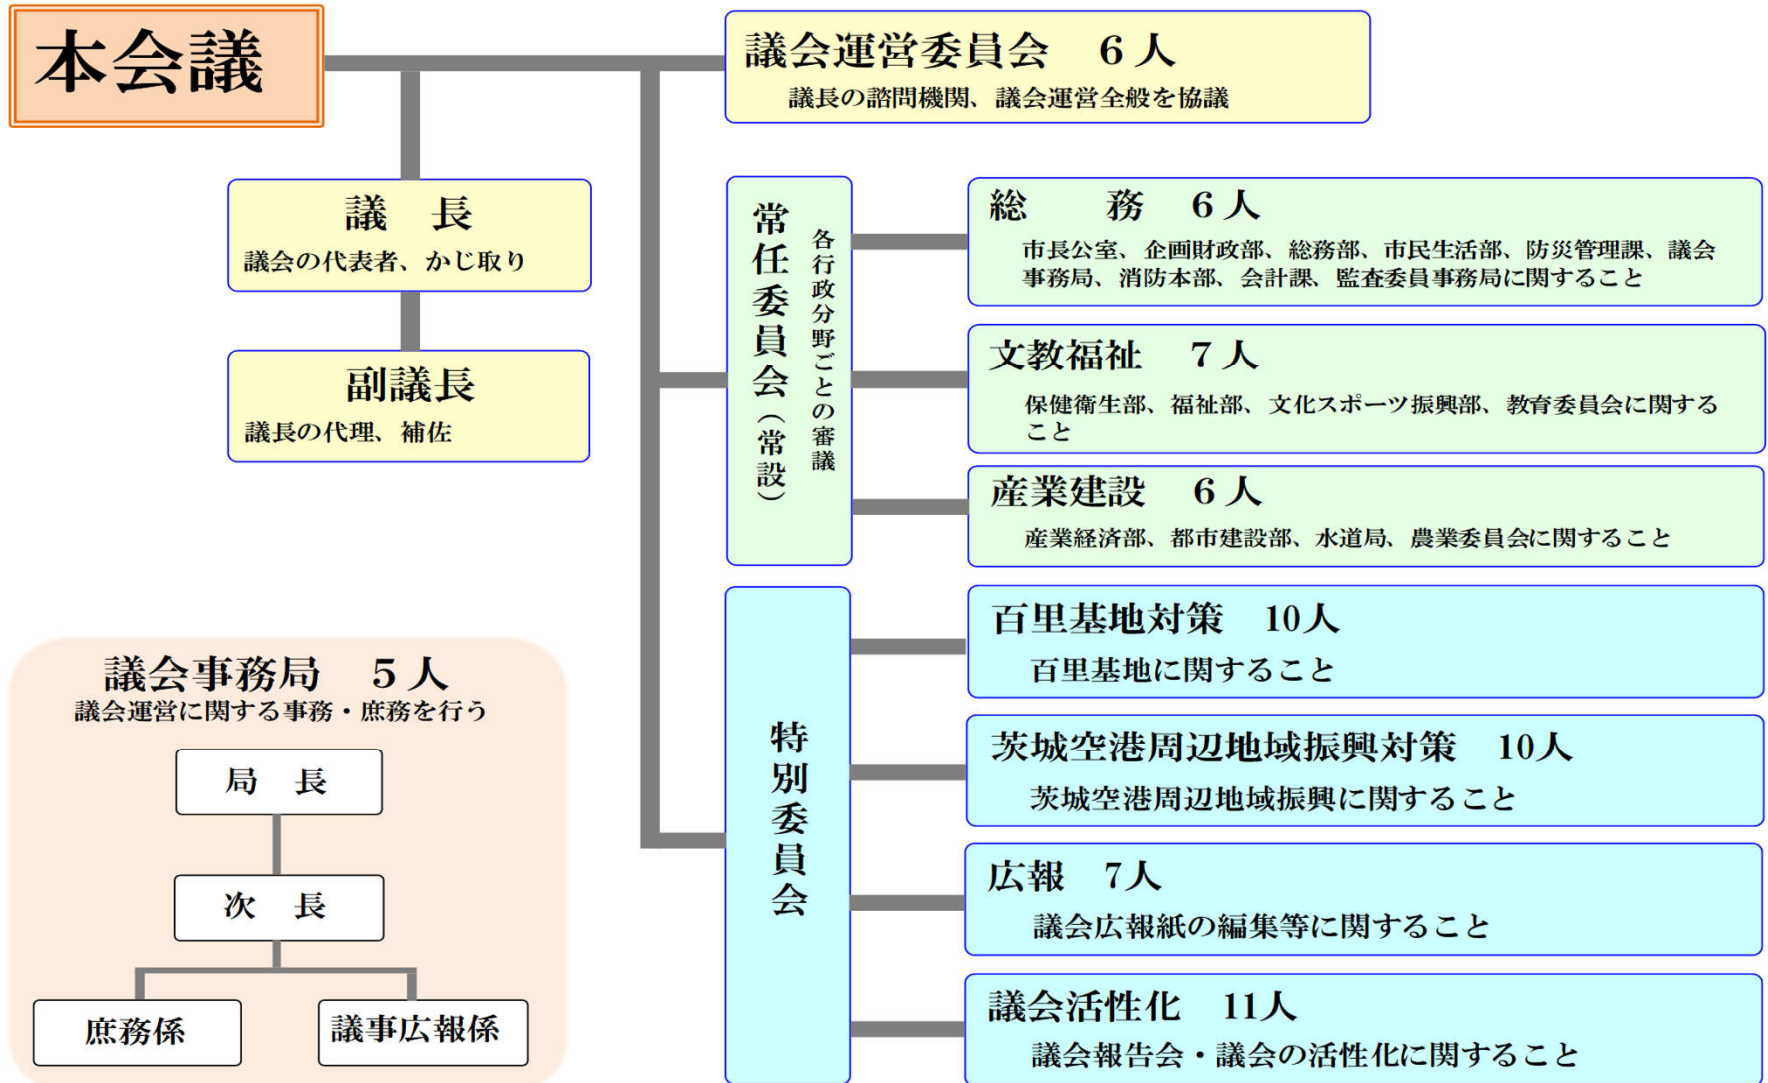 本会議
議会運営委員会　６人
議長の諮問機関、議会運営全般を協議
議　長
議会の代表者、かじ取り
副議長
議長の代理、補佐
常任委員会（常設）
各行政分野ごとの審議
総　　務　６人
市長公室、企画財政部、総務部、市民生活部、防災管理課、議会
事務局、消防本部、会計課、監査委員事務局に関すること
文教福祉　７人
保健衛生部、福祉部、文化スポーツ振興部、教育委員会に関する
こと
産業建設　６人
産業経済部、都市建設部、水道局、農業委員会に関すること
特別委員会
百里基地対策　10人
百里基地に関すること
茨城空港周辺地域振興対策　10人
茨城空港周辺地域振興に関すること
広報　7人
議会広報紙の編集等に関すること
議会活性化　11人
議会報告会・議会の活性化に関すること
議会事務局　５人
議会運営に関する事務・庶務を行う
局　長
次　長
庶務係
議事広報係